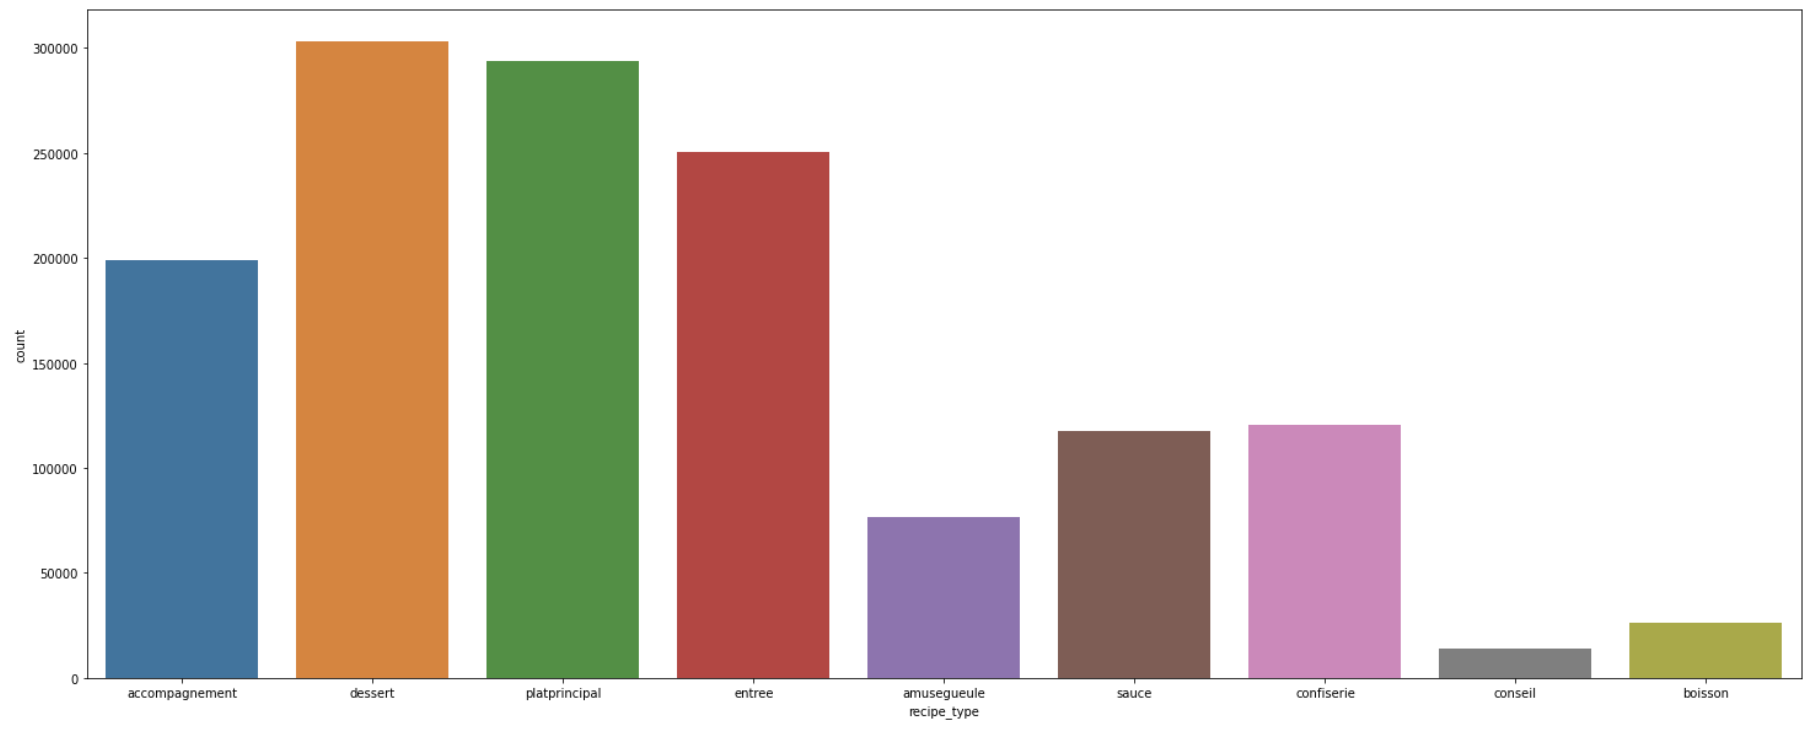 300000
250000
200000
150000
100000
50000
0
count
accompagnement dessert platprincipal entree amusegueule sauce confiserie conseil boisson
recipe_type